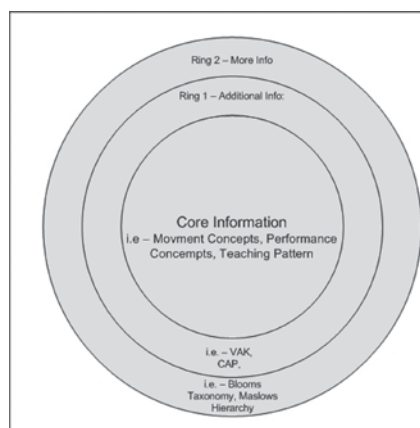 Ring 2 – More Info
Ring 1 – Additional Info:
Core Information
i.e – Movment Concepts, Performance
Concempts, Teaching Pattern
i.e. – VAK,
CAP,
i.e. – Blooms
Taxonomy, Maslows
Hierarchy